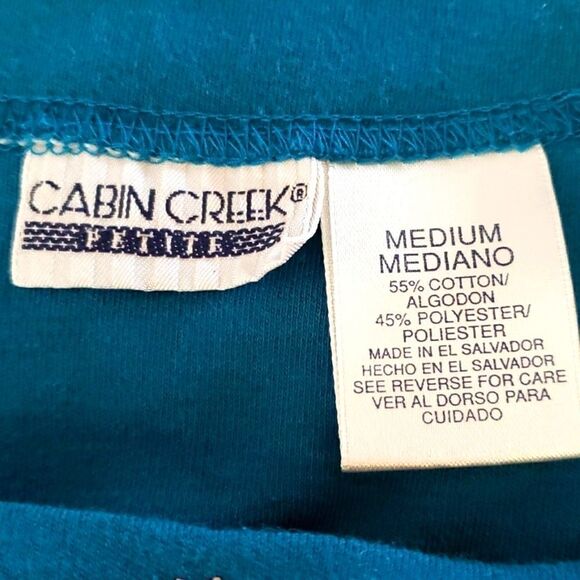 CABIN CREEK®
PETITE
MEDIUM
MEDIANO
55% COTTON/
ALGODON
45% POLYESTER/
POLIESTER
MADE IN EL SALVADOR
HECHO EN EL SALVADOR
SEE REVERSE FOR CARE
VER AL DORSO PARA
CUIDADO